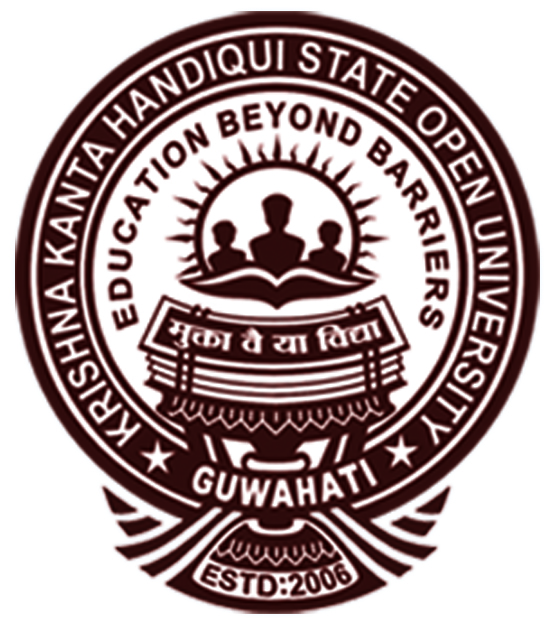 KRISHNA KANTA HANDIQUI STATE OPEN UNIVERSITY
EDUCATION BEYOND BARRIERS
मुक्ता वै या विद्या
GUWAHATI
ESTD:2006